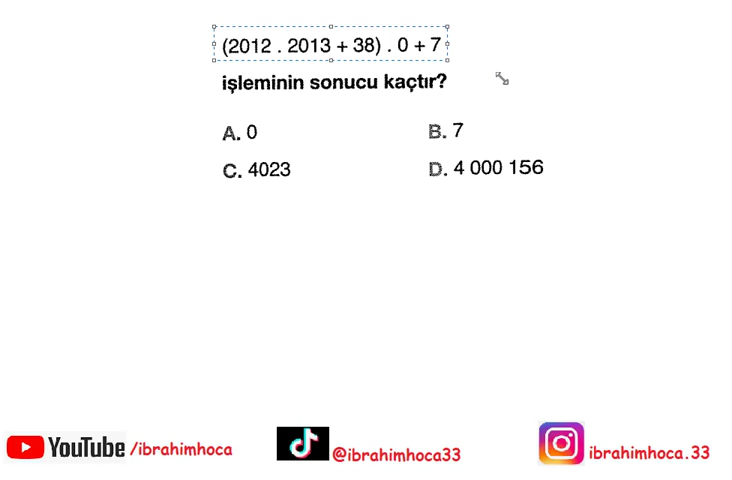 (2012 . 2013 + 38) . 0 + 7
işleminin sonucu kaçtır?
A. 0 B. 7
C. 4023 D. 4 000 156
YouTube /ibrahimhoca @ibrahimhoca33 ibrahimhoca.33